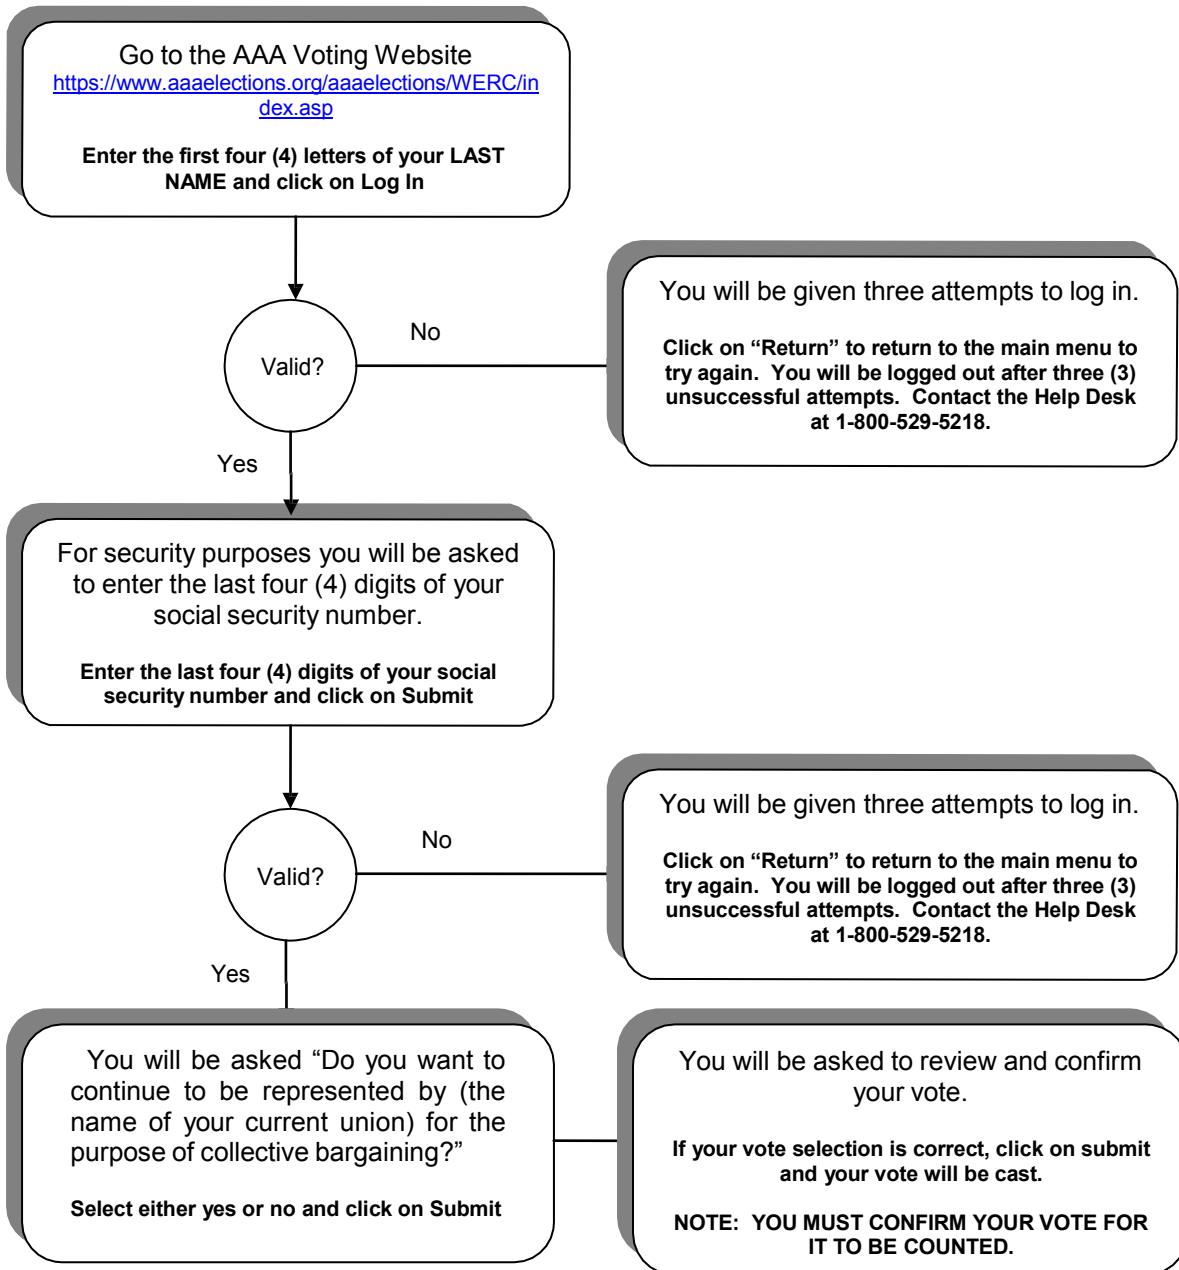 Go to the AAA Voting Website
https://www.aaaelections.org/aaaelections/WERC/in
dex.asp
Enter the first four (4) letters of your LAST
NAME and click on Log In
Valid?
No
You will be given three attempts to log in.
Click on “Return” to return to the main menu to
try again.  You will be logged out after three (3)
unsuccessful attempts.  Contact the Help Desk
at 1-800-529-5218.
Yes
For security purposes you will be asked
to enter the last four (4) digits of your
social security number.
Enter the last four (4) digits of your social
security number and click on Submit
Valid?
No
You will be given three attempts to log in.
Click on “Return” to return to the main menu to
try again.  You will be logged out after three (3)
unsuccessful attempts.  Contact the Help Desk
at 1-800-529-5218.
Yes
You will be asked “Do you want to
continue to be represented by (the
name of your current union) for the
purpose of collective bargaining?”
Select either yes or no and click on Submit
You will be asked to review and confirm
your vote.
If your vote selection is correct, click on submit
and your vote will be cast.
NOTE:  YOU MUST CONFIRM YOUR VOTE FOR
IT TO BE COUNTED.